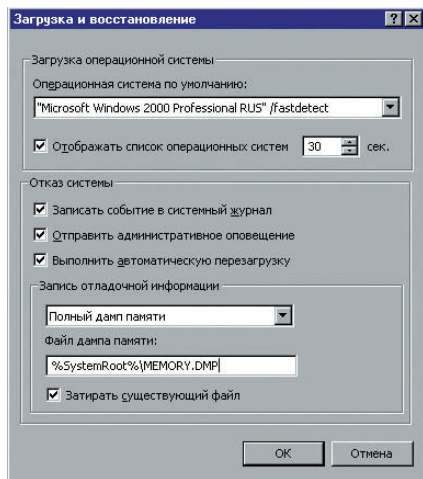 Загрузка и восстановление
Загрузка операционной системы
Операционная система по умолчанию:
"Microsoft Windows 2000 Professional RUS" /fastdetect
Отображать список операционных систем 30 сек.
Отказ системы
Записать событие в системный журнал
Отправить административное оповещение
Выполнить автоматическую перезагрузку
Запись отладочной информации
Полный дамп памяти
Файл дампа памяти:
%SystemRoot%\MEMORY.DMP
Затирать существующий файл
OK Отмена